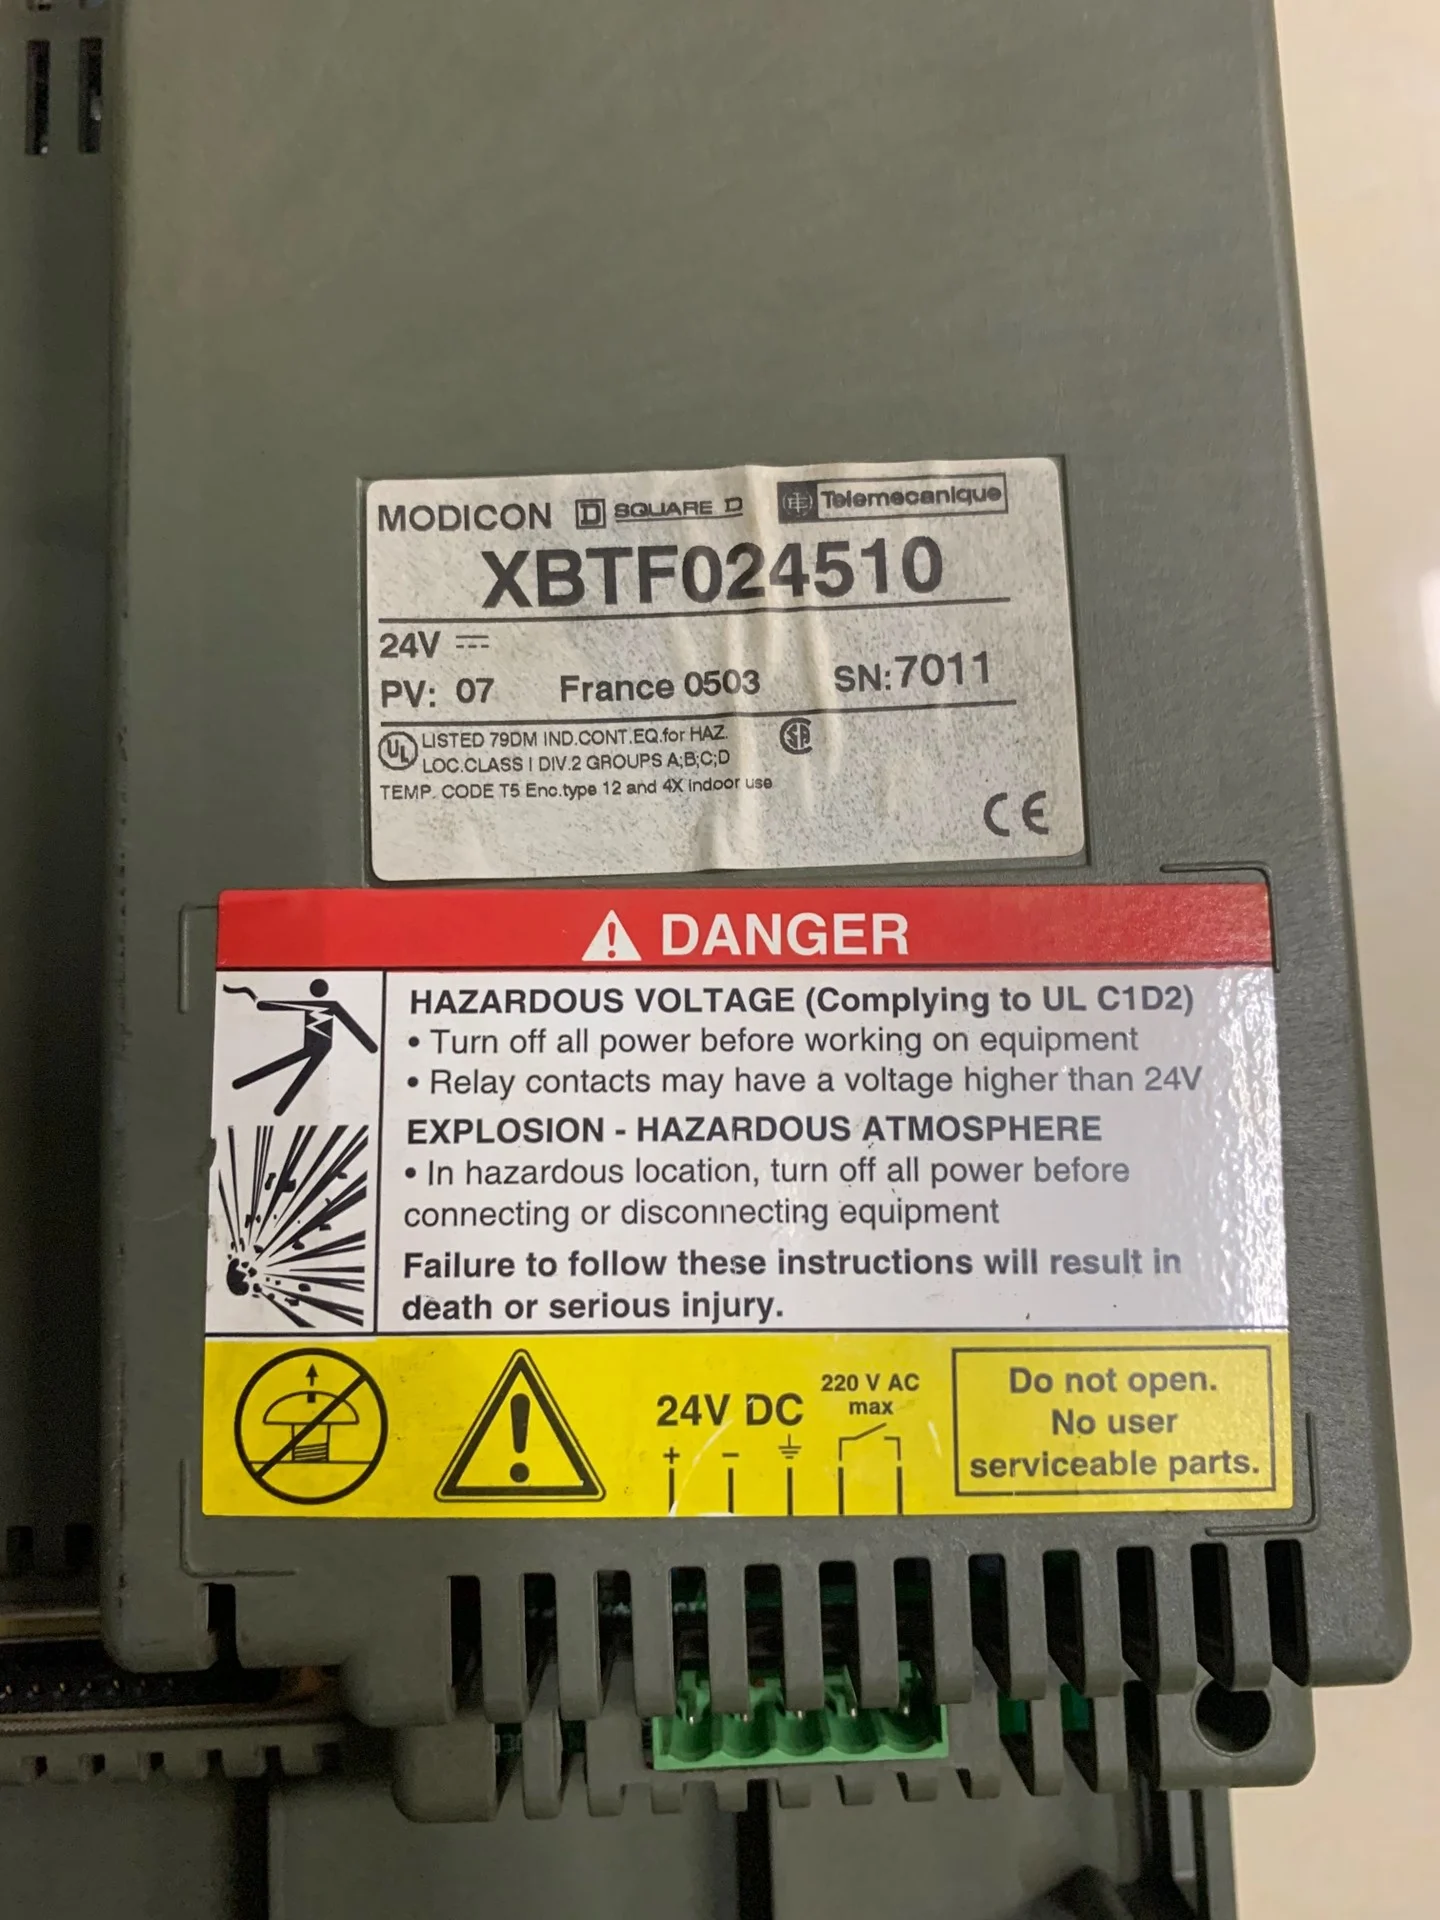 MODICON D SQUARE D Telemecanique
XBTF024510
24V
PV: 07 France 0503 SN:7011
UL LISTED 79DM IND.CONT.EQ.for HAZ.
LOC.CLASS I DIV.2 GROUPS A;B;C;D
TEMP. CODE T5 Enc.type 12 and 4X indoor use
CE
DANGER
HAZARDOUS VOLTAGE (Complying to UL C1D2)
• Turn off all power before working on equipment
• Relay contacts may have a voltage higher than 24V
EXPLOSION - HAZARDOUS ATMOSPHERE
• In hazardous location, turn off all power before
connecting or disconnecting equipment
Failure to follow these instructions will result in
death or serious injury.
24V DC
+ -
220 V AC
max
Do not open.
No user
serviceable parts.